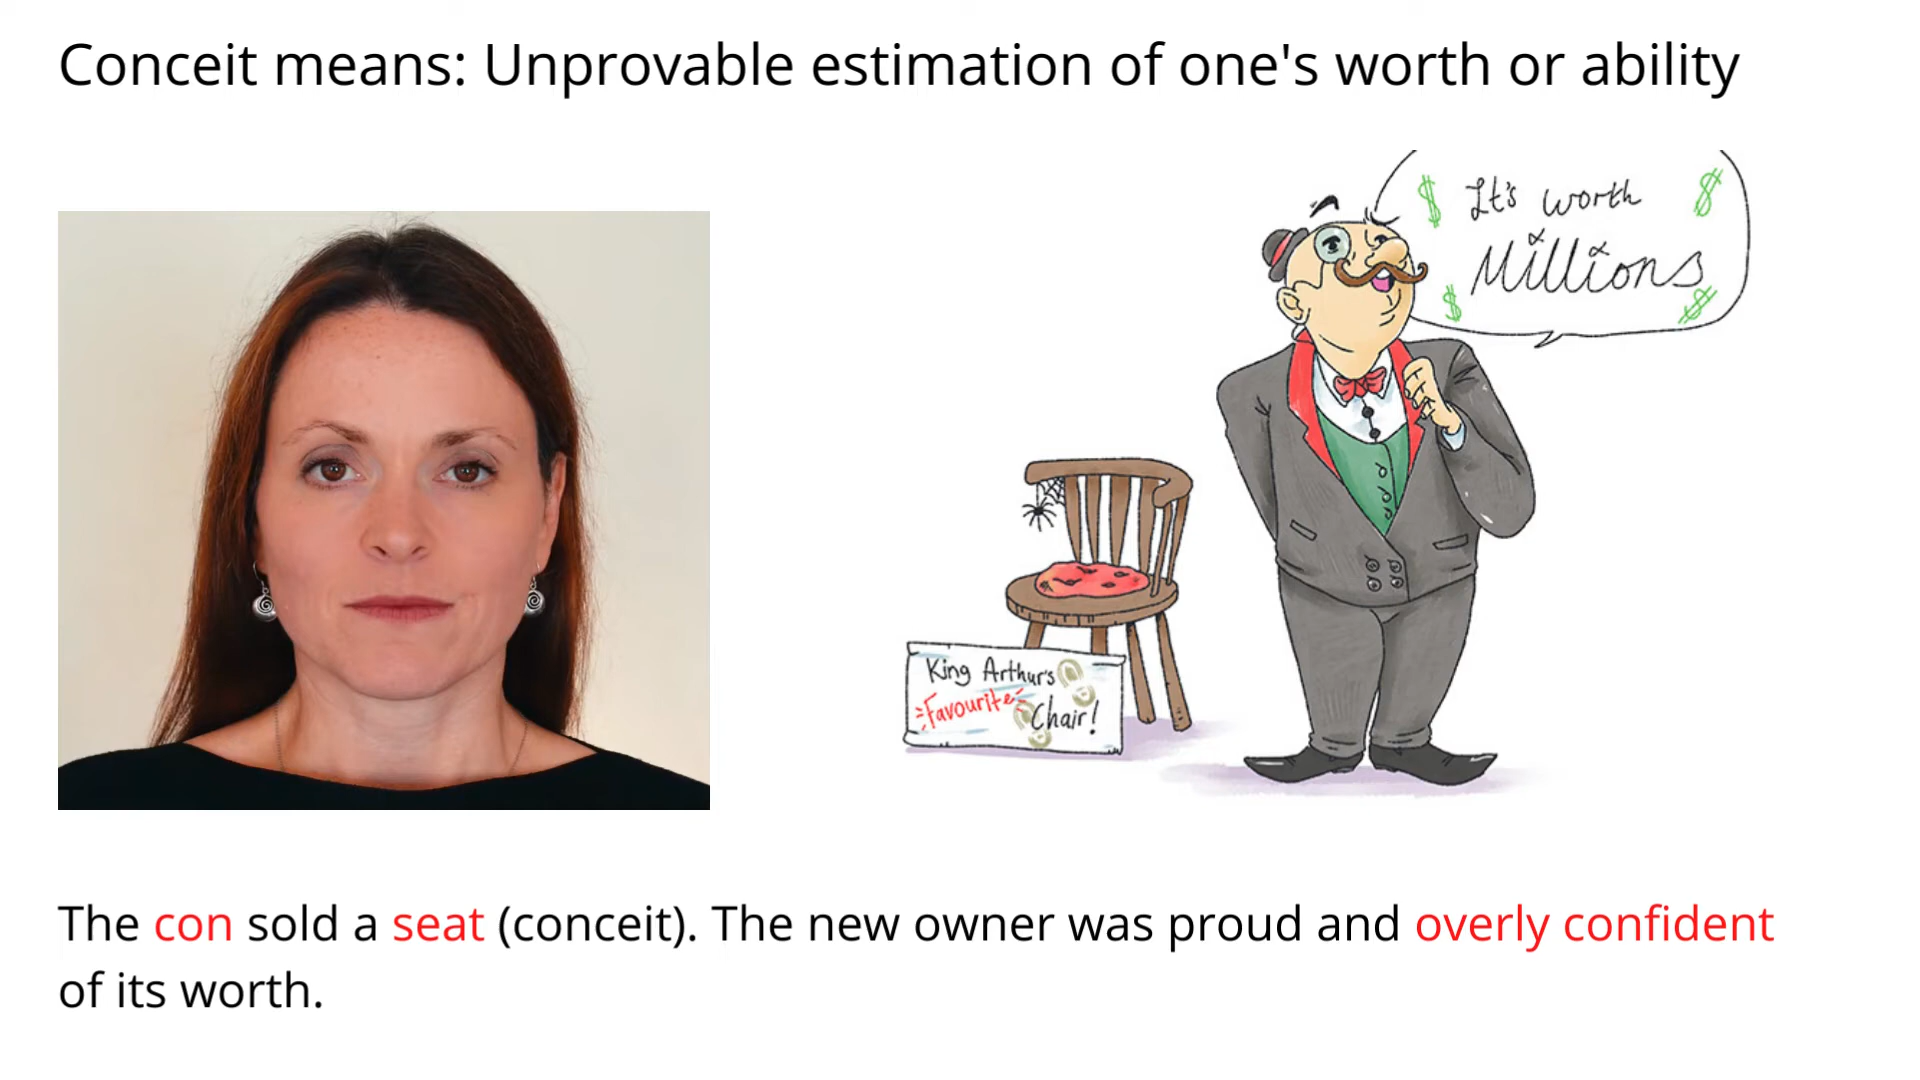 Conceit means: Unprovable estimation of one's worth or ability
It's worth
Millions
King Arthur's
Favourite
Chair!
The con sold a seat (conceit). The new owner was proud and overly confident
of its worth.